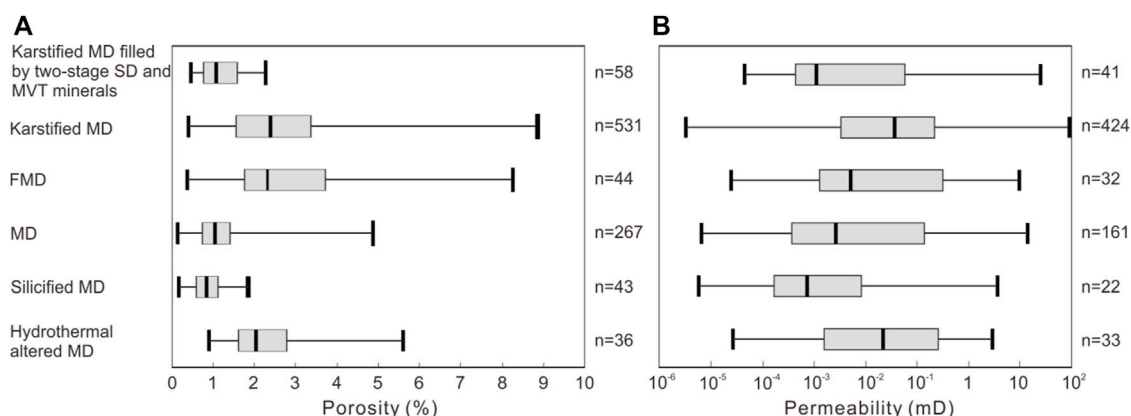 A
B
Karstified MD filled
by two-stage SD and
MVT minerals
n=58
n=41
Karstified MD
n=531
n=424
FMD
n=44
n=32
MD
n=267
n=161
Silicified MD
n=43
n=22
Hydrothermal
altered MD
n=36
n=33
0 1 2 3 4 5 6 7 8 9 10
10⁻⁶ 10⁻⁵ 10⁻⁴ 10⁻³ 10⁻² 10⁻¹ 1 10 10²
Porosity (%)
Permeability (mD)